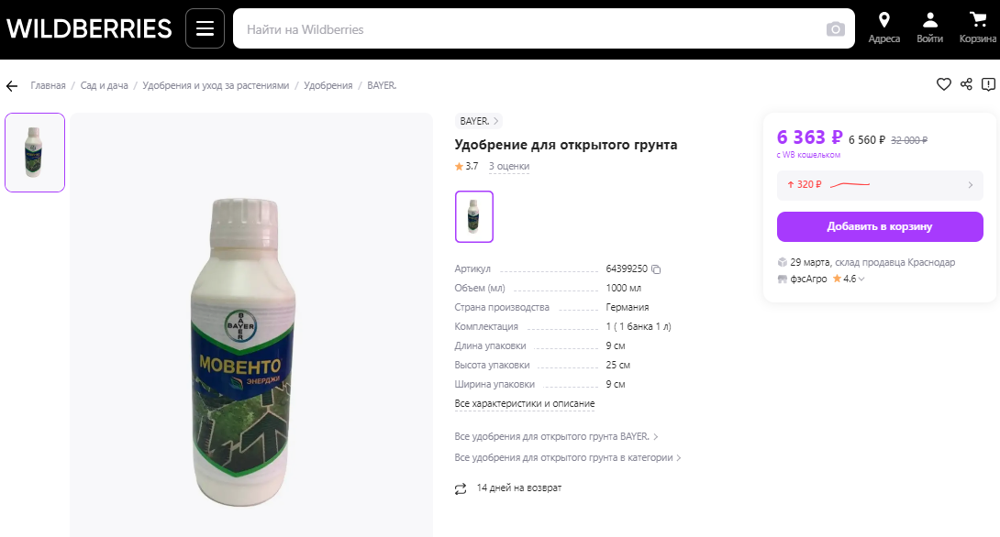 WILDBERRIES
Найти на Wildberries
Адреса
Войти
Корзина
Главная / Сад и дача / Удобрения и уход за растениями / Удобрения / BAYER.
BAYER.
Удобрение для открытого грунта
3.7 3 оценки
Артикул 64399250
Объем (мл) 1000 мл
Страна производства Германия
Комплектация 1 ( 1 банка 1 л)
Длина упаковки 9 см
Высота упаковки 25 см
Ширина упаковки 9 см
Все характеристики и описание
Все удобрения для открытого грунта BAYER.
Все удобрения для открытого грунта в категории
14 дней на возврат
6 363 ₽ 6 560 ₽ 32 000 ₽
с WB кошельком
↑ 320 ₽
Добавить в корзину
29 марта, склад продавца Краснодар
фэсАгро 4.6
BAYER
BAYER
МОВЕНТО
ЭНЕРДЖИ